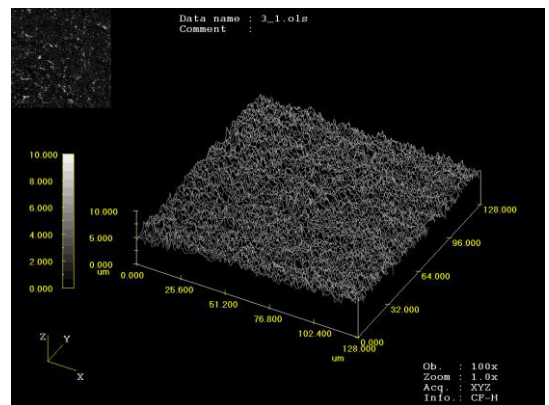 Data name : 3_1.ols
Comment :
10.000
8.000
6.000
4.000
2.000
0.000
10.000
5.000
0.000
um
0.000
25.600
51.200
76.800
102.400
128.000
um
0.000
32.000
64.000
96.000
128.000
Z
Y
X
Ob. : 100x
Zoom : 1.0x
Acq. : XYZ
Info.: CF-H